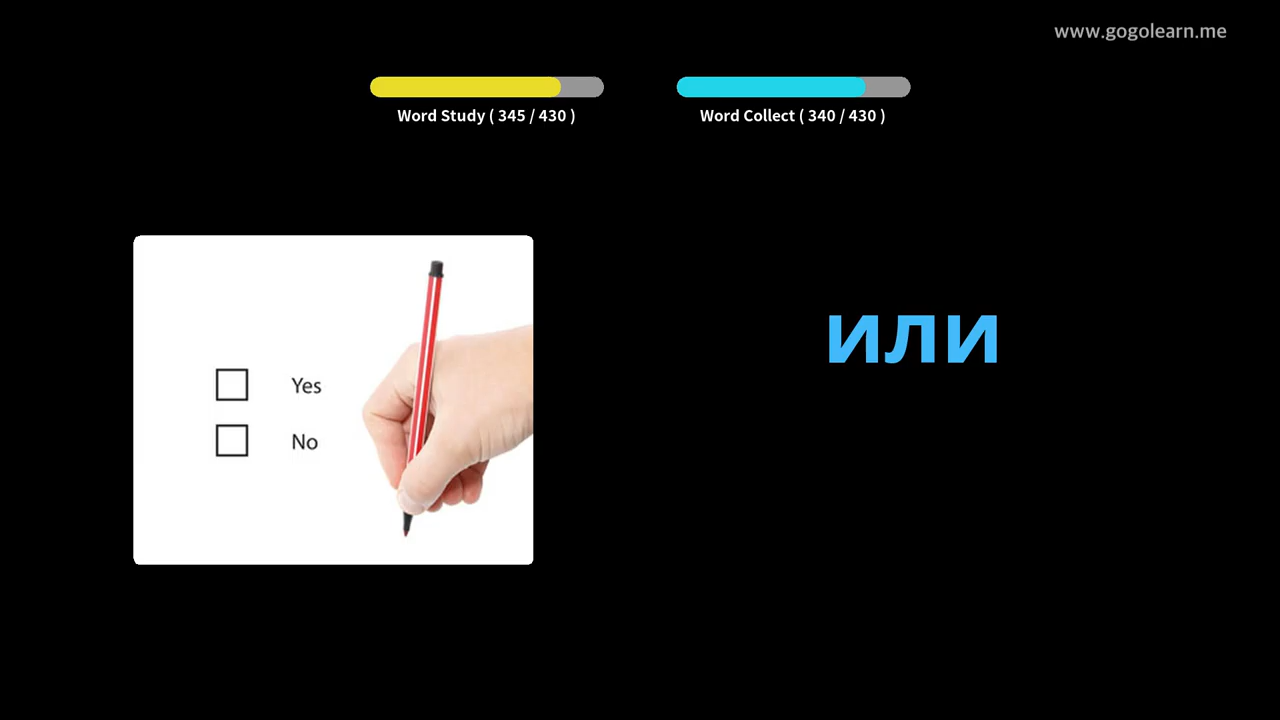 www.gogolearn.me
Word Study ( 345 / 430 )
Word Collect ( 340 / 430 )
или
Yes
No